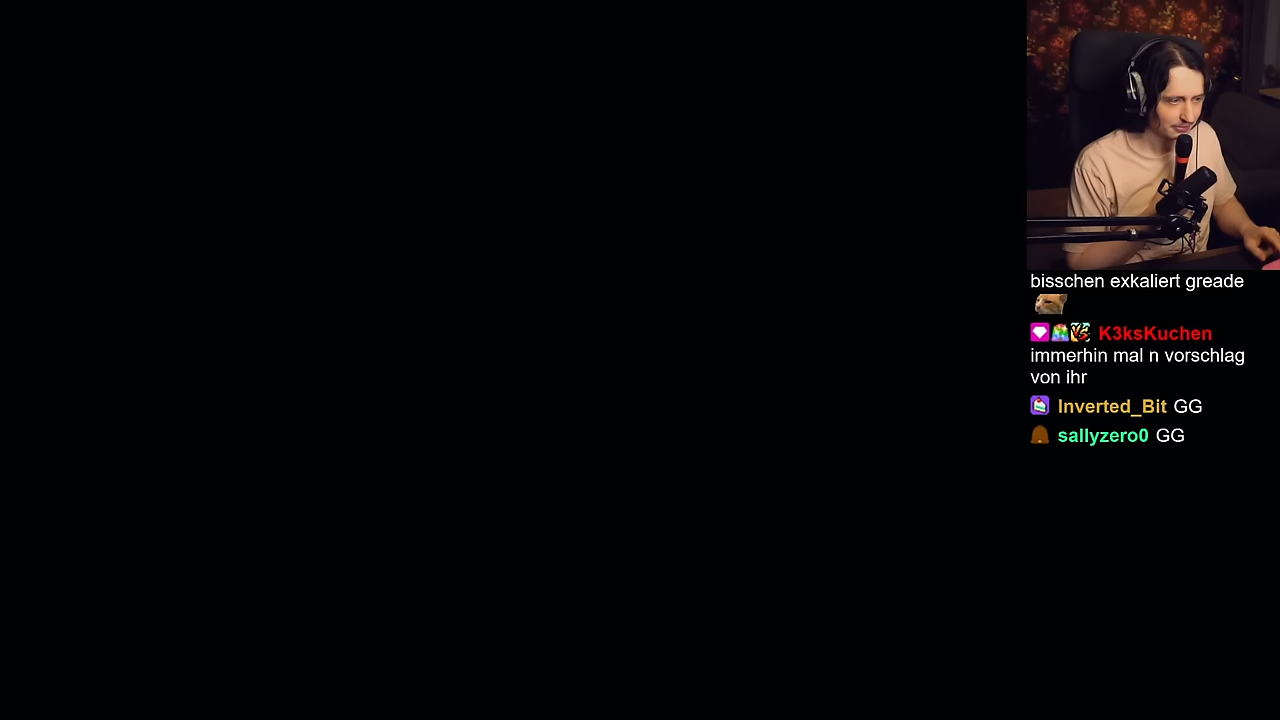 bisschen exkaliert greade
K3ksKuchen
immerhin mal n vorschlag
von ihr
Inverted_Bit GG
sallyzero0 GG